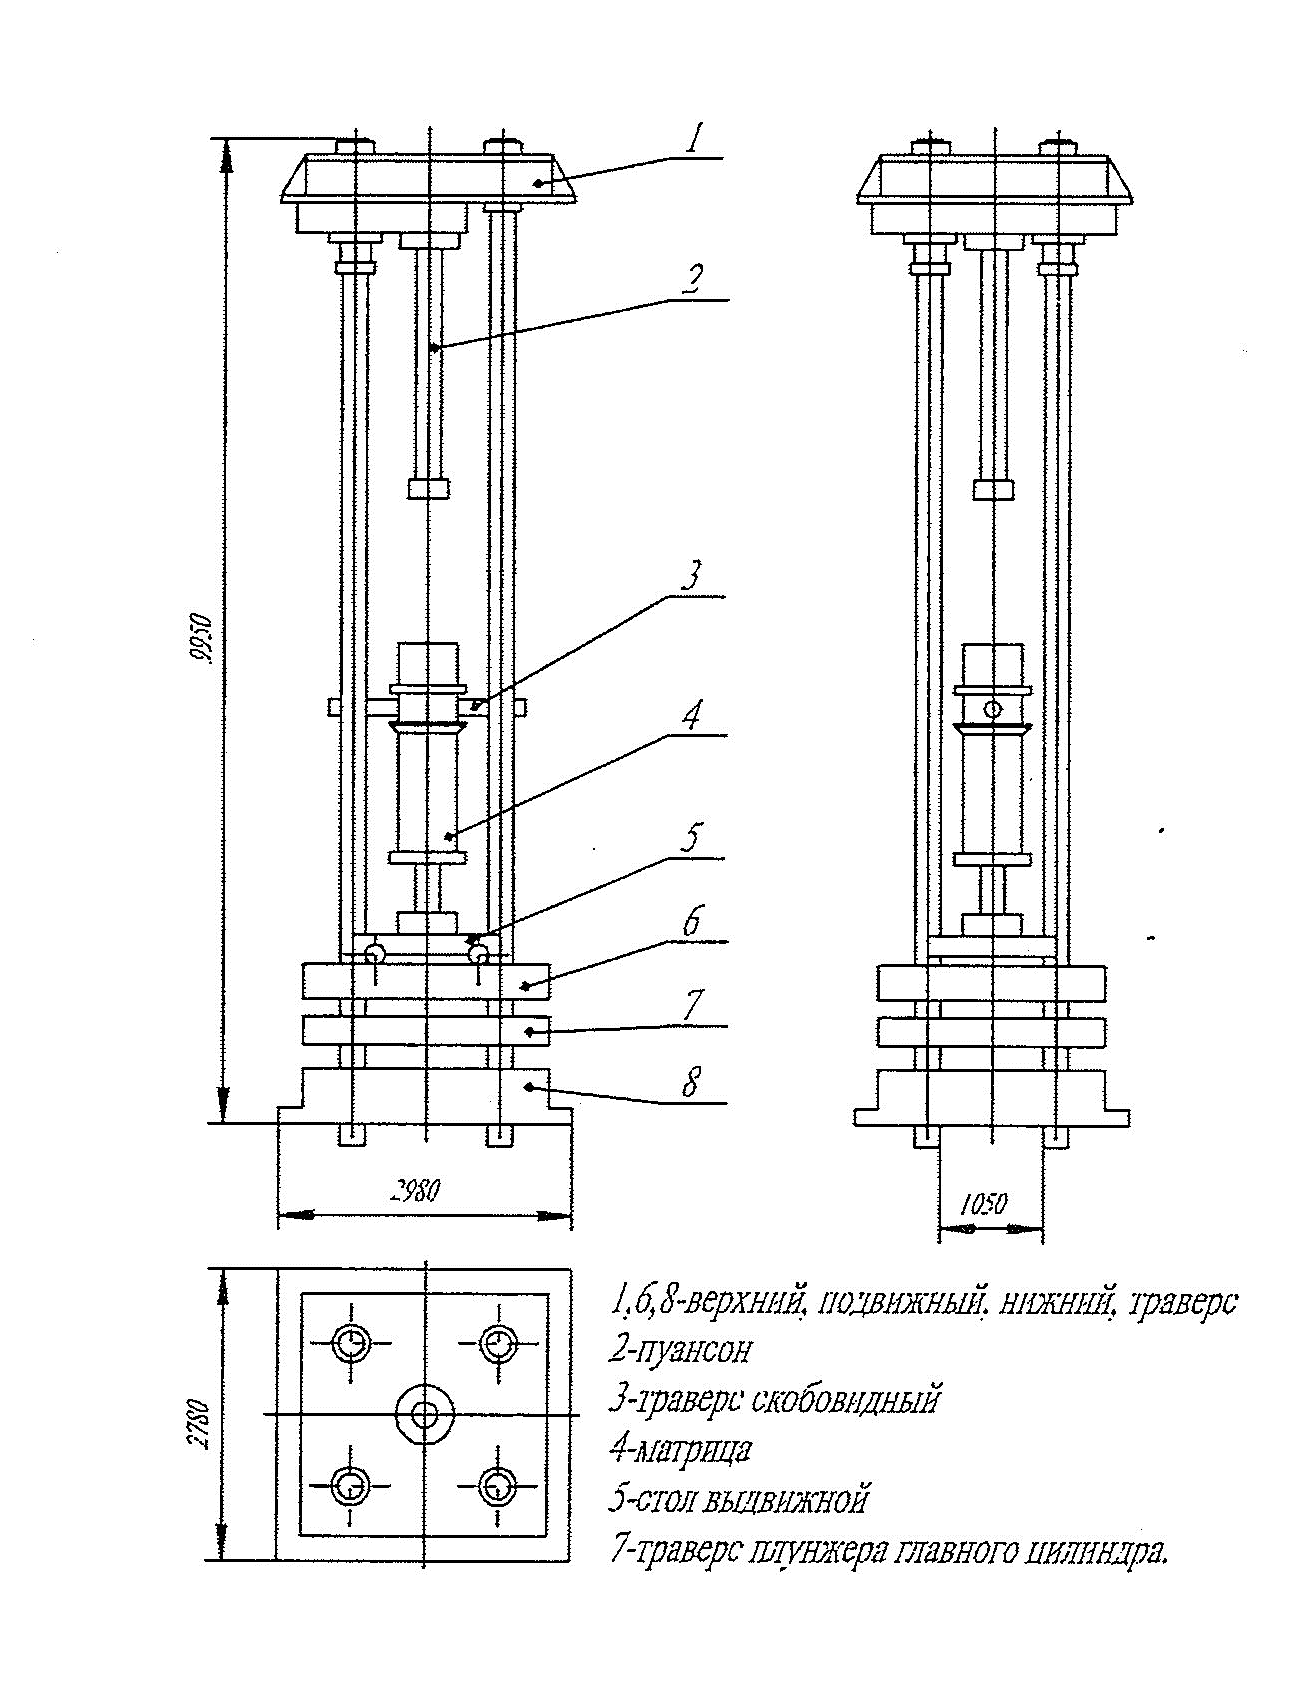 1
2
3
9950
4
5
6
7
8
2980
1050
2780
1,6,8-верхний, подвижный, нижний, траверс
2-пуансон
3-траверс скобовидный
4-матрица
5-стол выдвижной
7-траверс плунжера главного цилиндра.